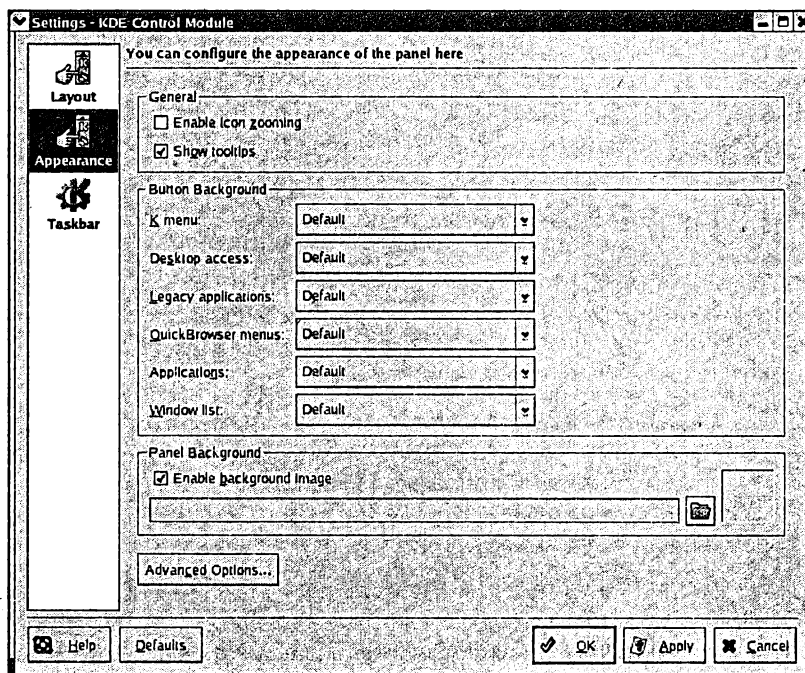 Settings - KDE Control Module
You can configure the appearance of the panel here
Layout
Appearance
Taskbar
General
Enable icon zooming
Show tooltips
Button Background
K menu: Default
Desktop access: Default
Legacy applications: Default
QuickBrowser menus: Default
Applications: Default
Window list: Default
Panel Background
Enable background image
Advanced Options...
Help Defaults OK Apply Cancel